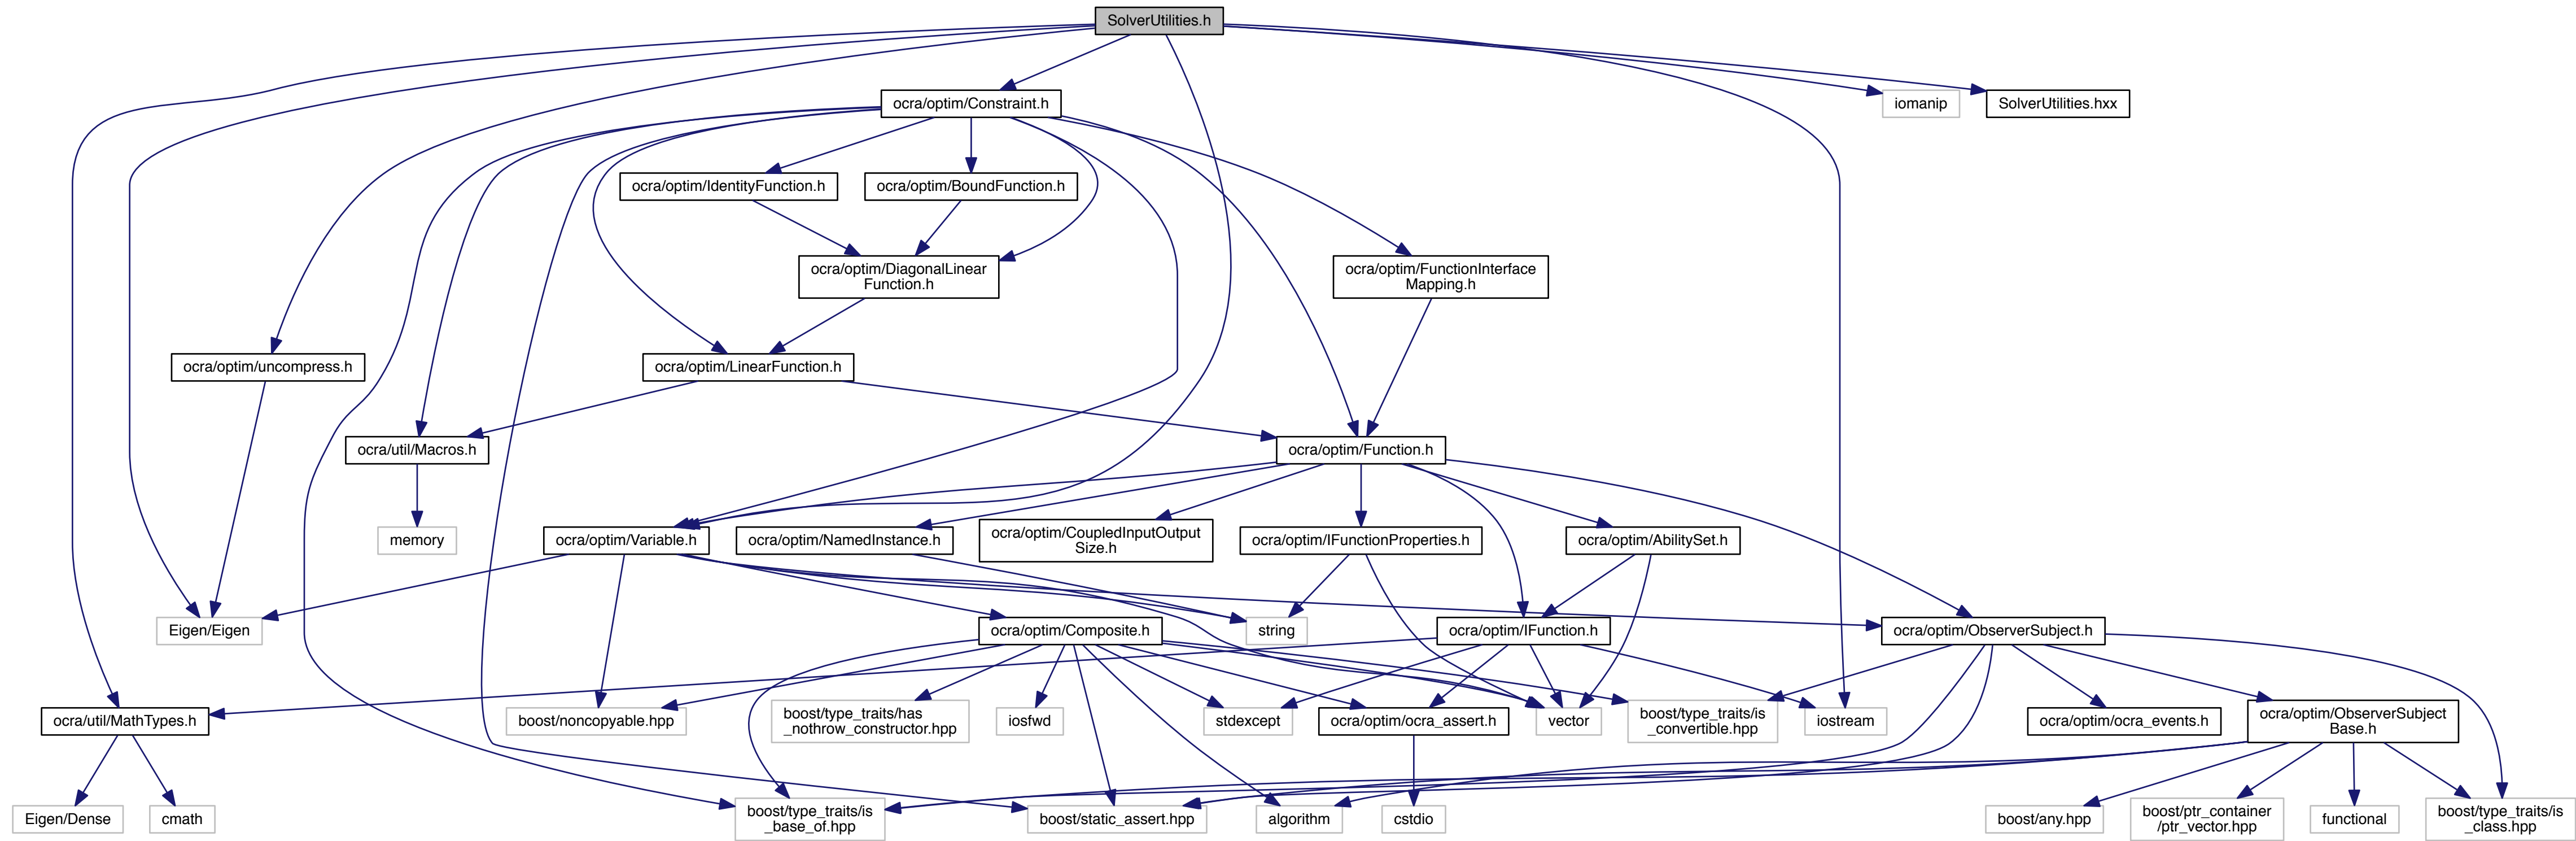 SolverUtilities.h
ocra/optim/Constraint.h
iomanip
SolverUtilities.hxx
ocra/optim/IdentityFunction.h
ocra/optim/BoundFunction.h
ocra/optim/DiagonalLinear
Function.h
ocra/optim/FunctionInterface
Mapping.h
ocra/optim/uncompress.h
ocra/optim/LinearFunction.h
ocra/util/Macros.h
ocra/optim/Function.h
memory
ocra/optim/Variable.h
ocra/optim/NamedInstance.h
ocra/optim/CoupledInputOutput
Size.h
ocra/optim/IFunctionProperties.h
ocra/optim/AbilitySet.h
Eigen/Eigen
ocra/optim/Composite.h
string
ocra/optim/IFunction.h
ocra/optim/ObserverSubject.h
ocra/util/MathTypes.h
boost/noncopyable.hpp
boost/type_traits/has
_nothrow_constructor.hpp
iosfwd
stdexcept
ocra/optim/ocra_assert.h
vector
boost/type_traits/is
_convertible.hpp
iostream
ocra/optim/ocra_events.h
ocra/optim/ObserverSubject
Base.h
Eigen/Dense
cmath
boost/type_traits/is
_base_of.hpp
boost/static_assert.hpp
algorithm
cstdio
boost/any.hpp
boost/ptr_container
/ptr_vector.hpp
functional
boost/type_traits/is
_class.hpp